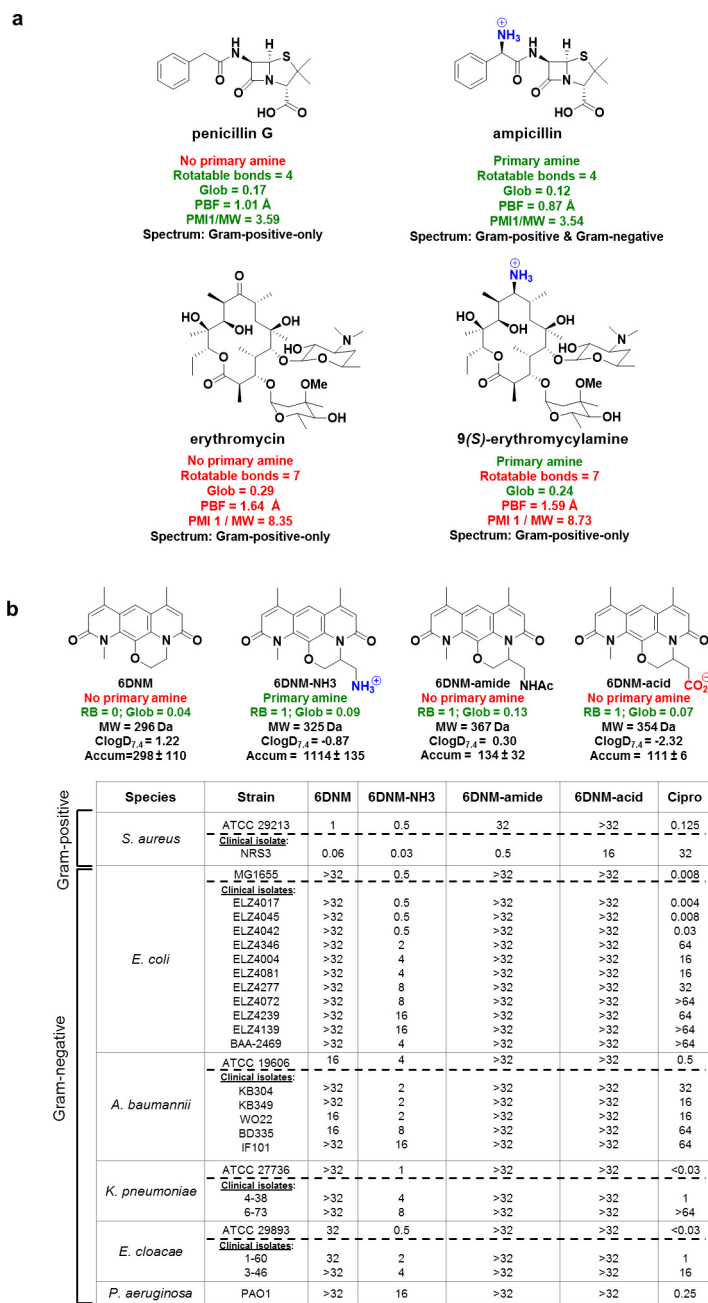 a
penicillin G
No primary amine
Rotatable bonds = 4
Glob = 0.17
PBF = 1.01 Å
PMI1/MW = 3.59
Spectrum: Gram-positive-only
ampicillin
Primary amine
Rotatable bonds = 4
Glob = 0.12
PBF = 0.87 Å
PMI1/MW = 3.54
Spectrum: Gram-positive & Gram-negative
erythromycin
No primary amine
Rotatable bonds = 7
Glob = 0.29
PBF = 1.64 Å
PMI 1 / MW = 8.35
Spectrum: Gram-positive-only
9(S)-erythromycylamine
Primary amine
Rotatable bonds = 7
Glob = 0.24
PBF = 1.59 Å
PMI 1 / MW = 8.73
Spectrum: Gram-positive-only
b
6DNM
No primary amine
RB = 0; Glob = 0.04
MW = 296 Da
ClogD7.4 = 1.22
Accum=298 ± 110
NH3⊕
6DNM-NH3
Primary amine
RB = 1; Glob = 0.09
MW = 325 Da
ClogD7.4 = -0.87
Accum = 1114 ± 135
NHAc
6DNM-amide
No primary amine
RB = 1; Glob = 0.13
MW = 367 Da
ClogD7.4 = 0.30
Accum = 134 ± 32
CO2⊖
6DNM-acid
No primary amine
RB = 1; Glob = 0.07
MW = 354 Da
ClogD7.4 = -2.32
Accum = 111 ± 6
Species Strain 6DNM 6DNM-NH3 6DNM-amide 6DNM-acid Cipro
Gram-positive
S. aureus
ATCC 29213 1 0.5 32 >32 0.125
Clinical isolate:
NRS3 0.06 0.03 0.5 16 32
Gram-negative
E. coli
MG1655 >32 0.5 >32 >32 0.008
Clinical isolates:
ELZ4017 >32 0.5 >32 >32 0.004
ELZ4045 >32 0.5 >32 >32 0.008
ELZ4042 >32 0.5 >32 >32 0.03
ELZ4346 >32 2 >32 >32 64
ELZ4004 >32 4 >32 >32 16
ELZ4081 >32 4 >32 >32 16
ELZ4277 >32 8 >32 >32 32
ELZ4072 >32 8 >32 >32 >64
ELZ4239 >32 16 >32 >32 64
ELZ4139 >32 16 >32 >32 >64
BAA-2469 >32 4 >32 >32 >64
A. baumannii
ATCC 19606 16 4 >32 >32 0.5
Clinical isolates:
KB304 >32 2 >32 >32 32
KB349 >32 2 >32 >32 16
WO22 16 2 >32 >32 16
BD335 16 8 >32 >32 64
IF101 >32 16 >32 >32 64
K. pneumoniae
ATCC 27736 >32 1 >32 >32 <0.03
Clinical isolates:
4-38 >32 4 >32 >32 1
6-73 >32 8 >32 >32 >64
E. cloacae
ATCC 29893 32 0.5 >32 >32 <0.03
Clinical isolates:
1-60 32 2 >32 >32 1
3-46 >32 4 >32 >32 16
P. aeruginosa PAO1 >32 16 >32 >32 0.25